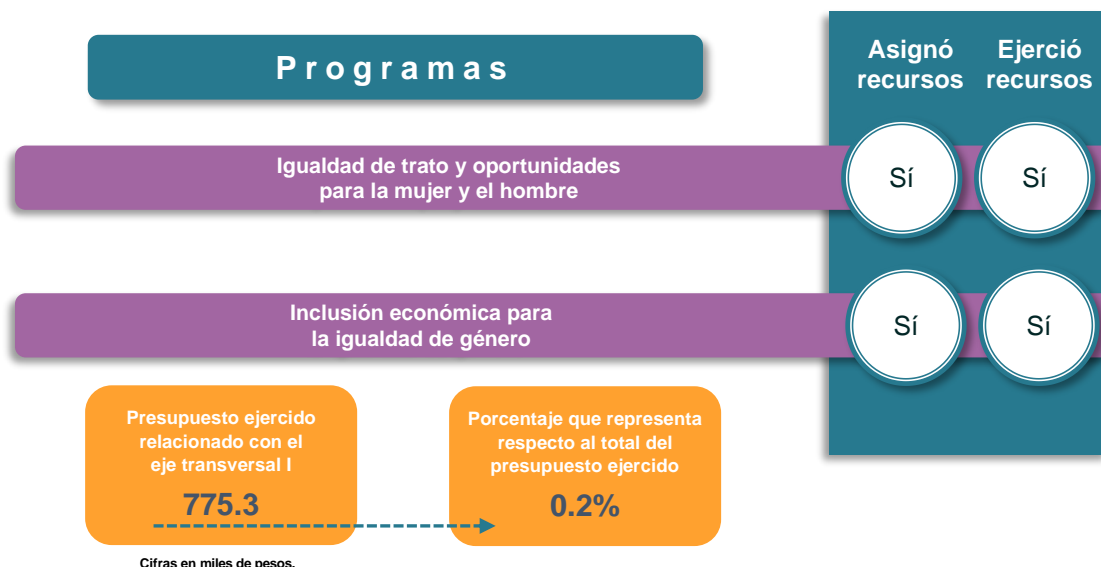 Programas
Asignó
recursos
Ejerció
recursos
Igualdad de trato y oportunidades
para la mujer y el hombre
Sí
Sí
Inclusión económica para
la igualdad de género
Sí
Sí
Presupuesto ejercido
relacionado con el
eje transversal I
775.3
Porcentaje que representa
respecto al total del
presupuesto ejercido
0.2%
Cifras en miles de pesos.